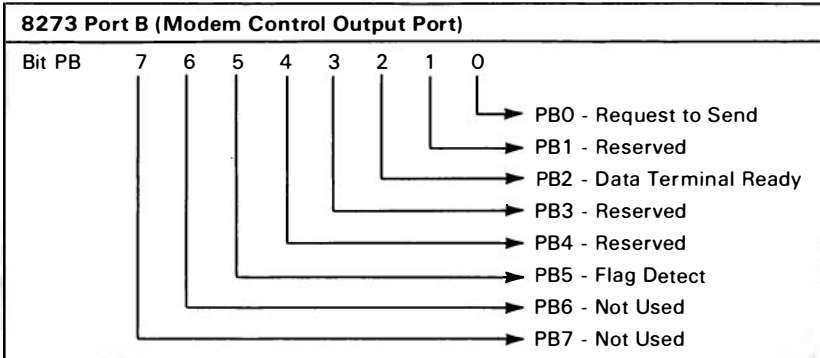 8273 Port B (Modem Control Output Port)
Bit PB 7 6 5 4 3 2 1 0
PB0 - Request to Send
PB1 - Reserved
PB2 - Data Terminal Ready
PB3 - Reserved
PB4 - Reserved
PB5 - Flag Detect
PB6 - Not Used
PB7 - Not Used